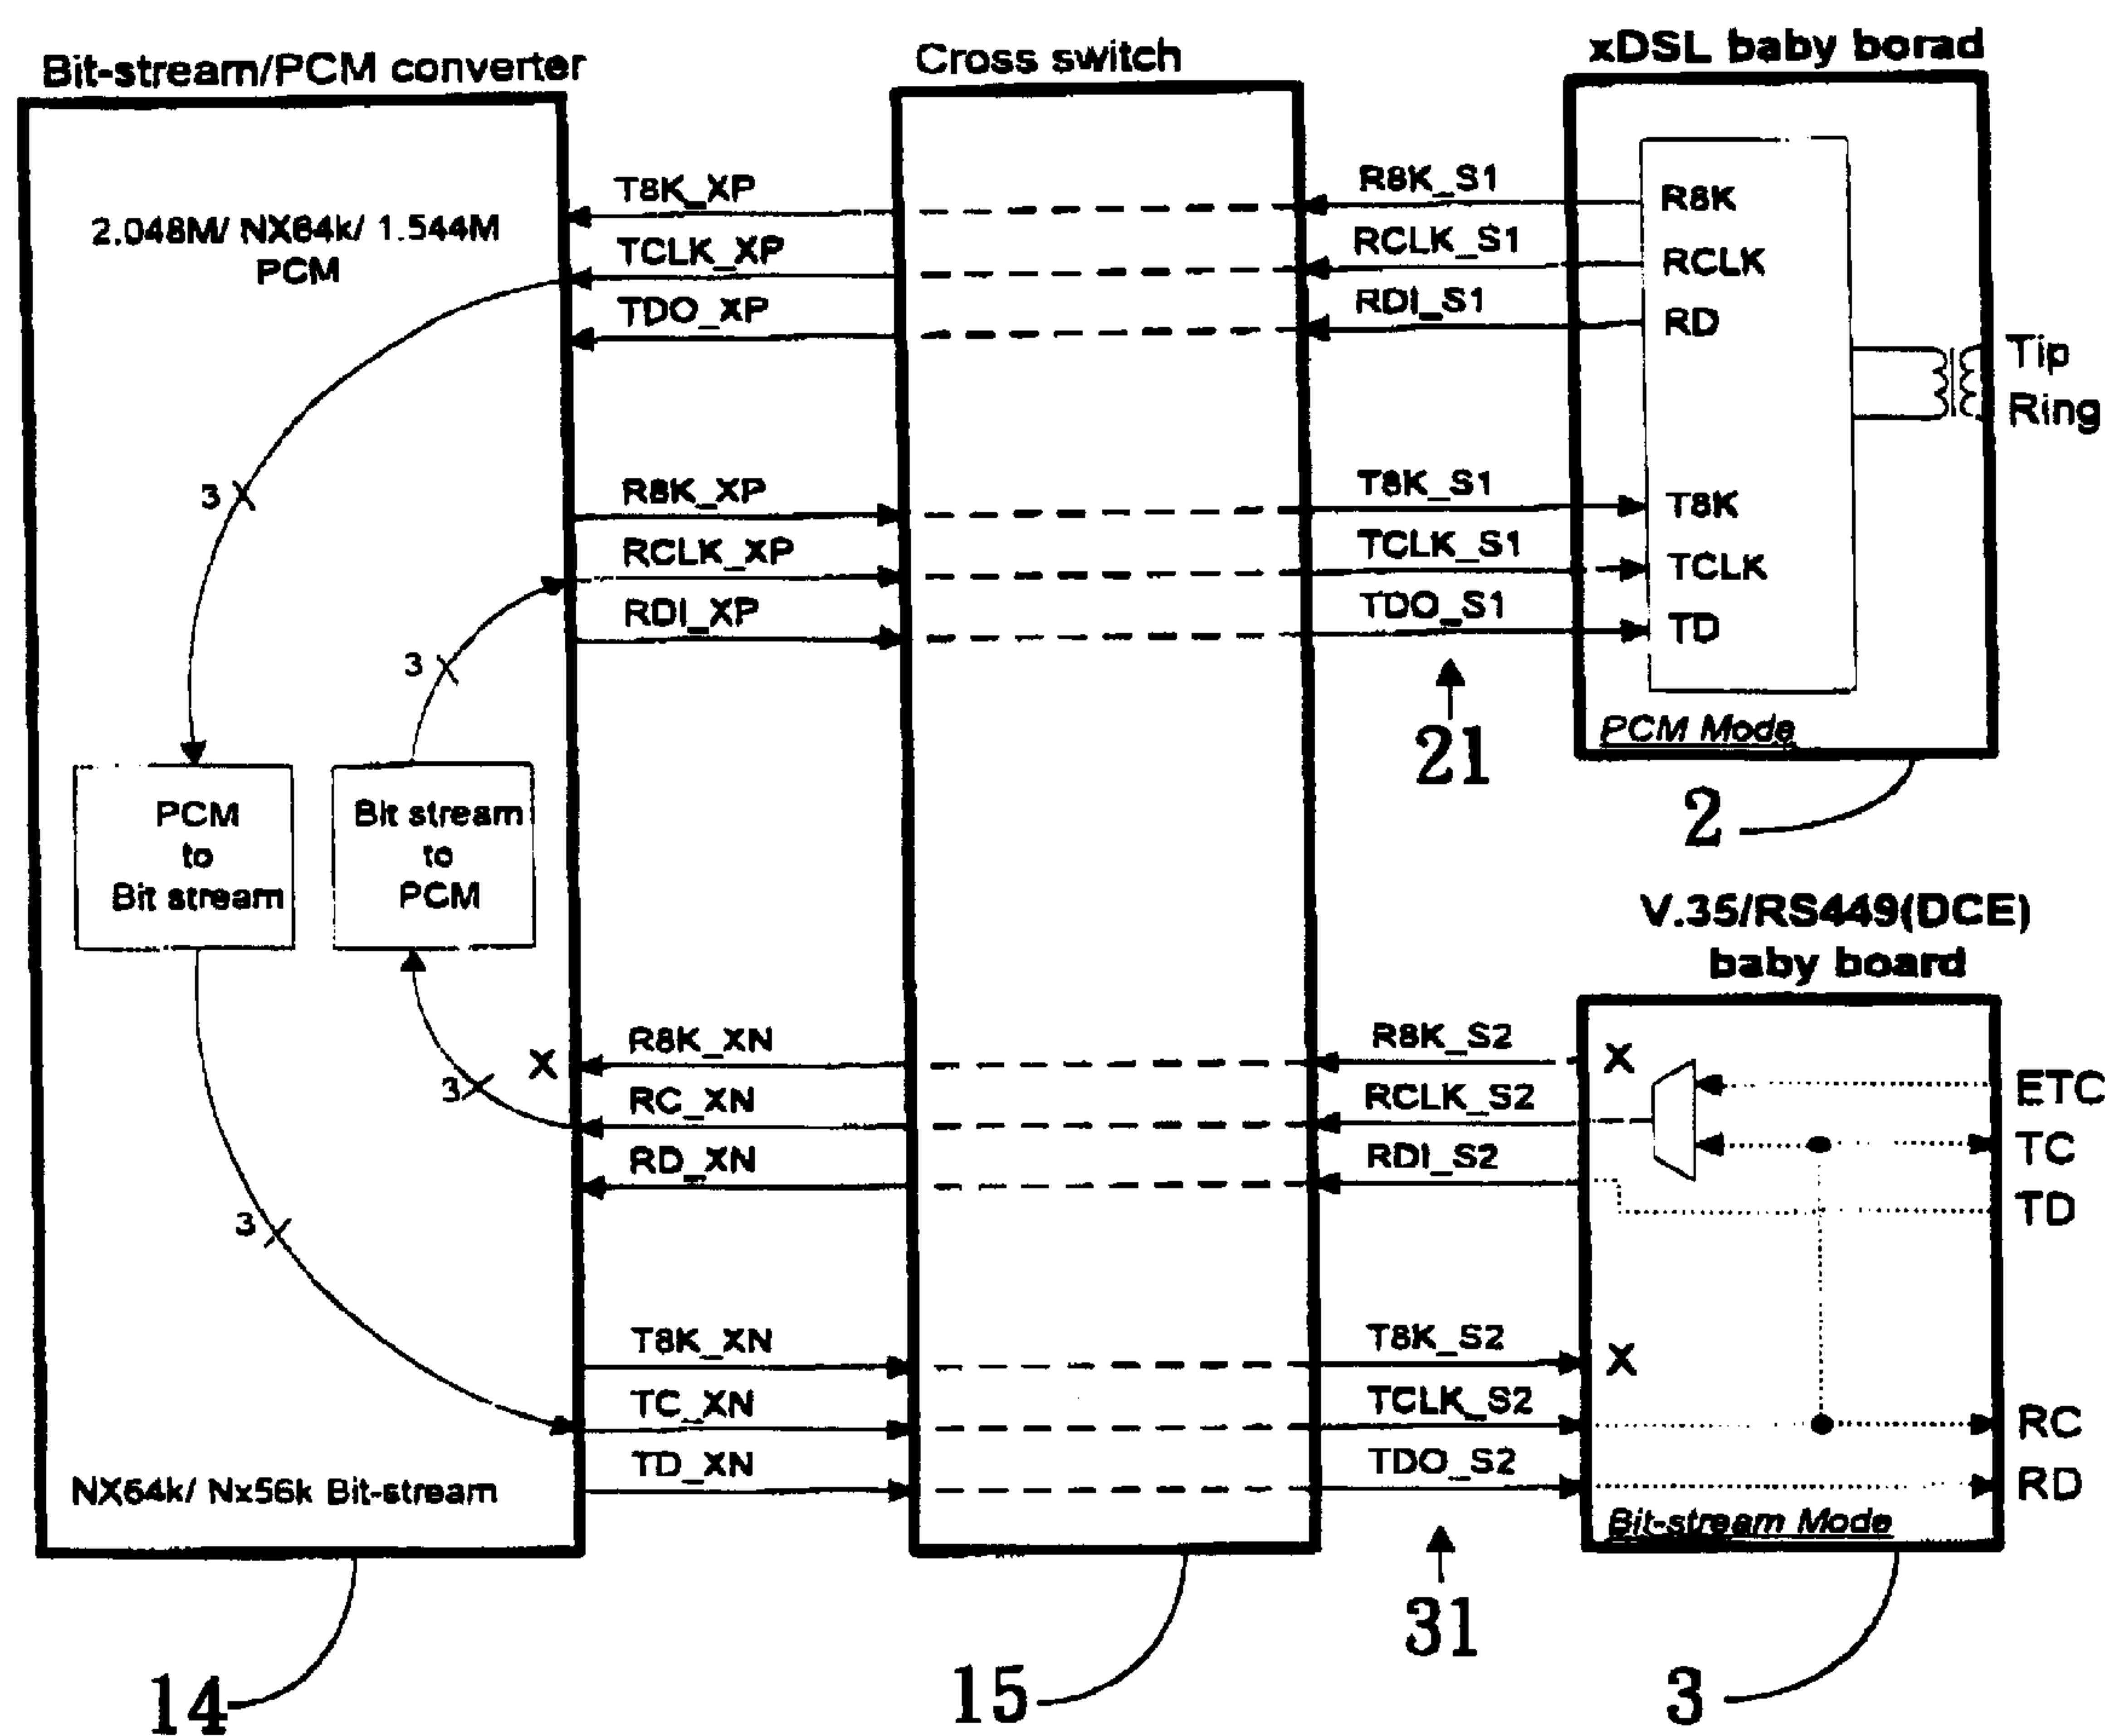 Bit-stream/PCM converter
Cross switch
xDSL baby borad
2.048M/ NX64k/ 1.544M
PCM
T8K_XP
TCLK_XP
TDO_XP
R8K_S1
RCLK_S1
RDI_S1
R8K
RCLK
RD
Tip
Ring
3
R8K_XP
RCLK_XP
RDI_XP
T8K_S1
TCLK_S1
TDO_S1
T8K
TCLK
TD
3
21
PCM Mode
2
PCM
to
Bit stream
Bit stream
to
PCM
V.35/RS449(DCE)
baby board
3
X
R8K_XN
RC_XN
RD_XN
R8K_S2
RCLK_S2
RDI_S2
X
ETC
TC
TD
3
T8K_XN
TC_XN
TD_XN
T8K_S2
TCLK_S2
TDO_S2
X
RC
RD
NX64k/ Nx56k Bit-stream
Bit-stream Mode
31
14
15
3